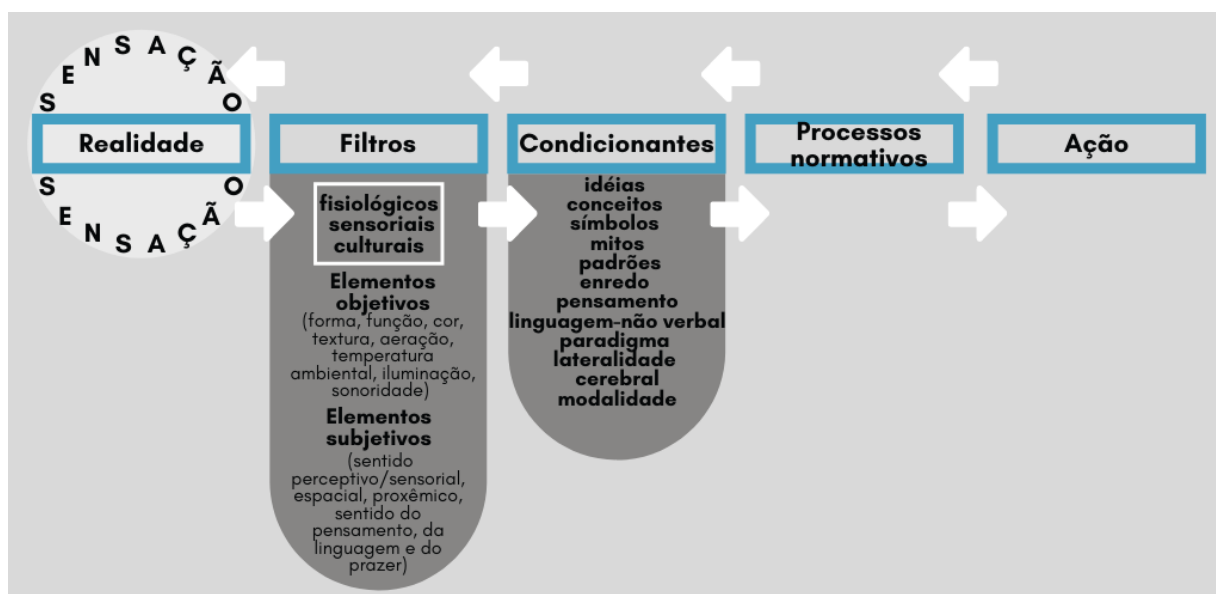 SENSAÇÃO
Realidade
SENSAÇÃO
Filtros
fisiológicos
sensoriais
culturais
Elementos
objetivos
(forma, função, cor,
textura, aeração,
temperatura
ambiental, iluminação,
sonoridade)
Elementos
subjetivos
(sentido
perceptivo/sensorial,
espacial, proxêmico,
sentido do
pensamento, da
linguagem e do
prazer)
Condicionantes
idéias
conceitos
símbolos
mitos
padrões
enredo
pensamento
linguagem-não verbal
paradigma
lateralidade
cerebral
modalidade
Processos
normativos
Ação